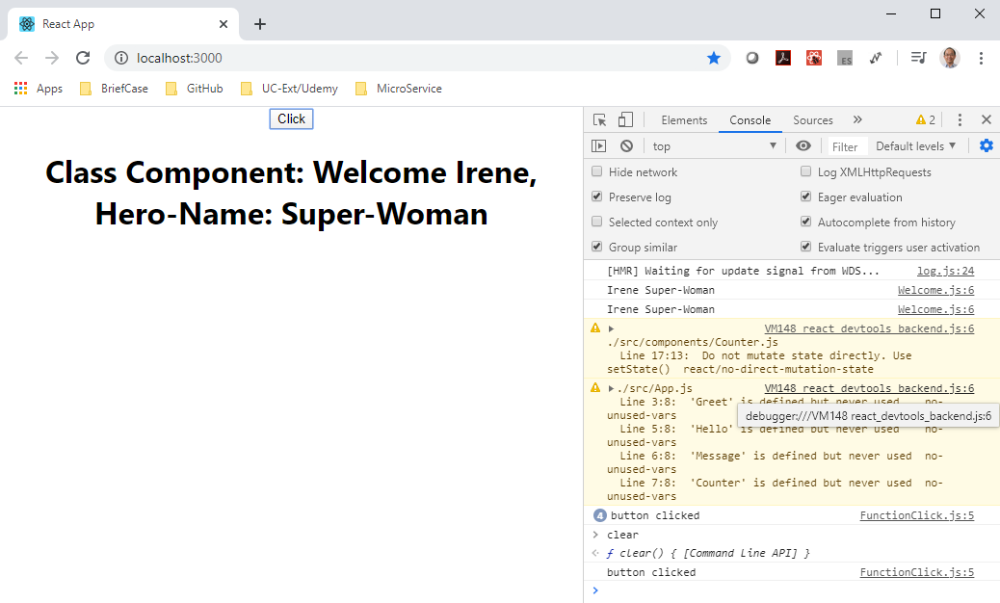 React App
localhost:3000
ES
Apps BriefCase GitHub UC-Ext/Udemy MicroService
Click
Class Component: Welcome Irene,
Hero-Name: Super-Woman
Elements Console Sources » 2
top Filter Default levels
Hide network Log XMLHttpRequests
Preserve log Eager evaluation
Selected context only Autocomplete from history
Group similar Evaluate triggers user activation
[HMR] Waiting for update signal from WDS... log.js:24
Irene Super-Woman Welcome.js:6
Irene Super-Woman Welcome.js:6
VM148 react_devtools_backend.js:6
./src/components/Counter.js
Line 17:13: Do not mutate state directly. Use
setState() react/no-direct-mutation-state
./src/App.js VM148 react_devtools_backend.js:6
Line 3:8: 'Greet' is defined but never used no-
unused-vars
debugger:///VM148 react_devtools_backend.js:6
Line 5:8: 'Hello' is defined but never used no-
unused-vars
Line 6:8: 'Message' is defined but never used no-
unused-vars
Line 7:8: 'Counter' is defined but never used no-
unused-vars
4 button clicked FunctionClick.js:5
> clear
ƒ clear() { [Command Line API] }
button clicked FunctionClick.js:5
>